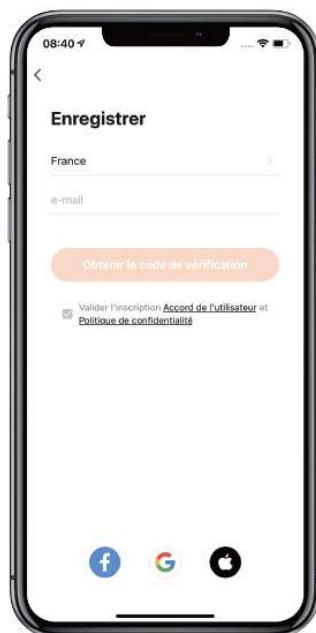 08:40
Enregistrer
France
e-mail
Obtenir le code de vérification
Valider l'inscription Accord de l'utilisateur et
Politique de confidentialité